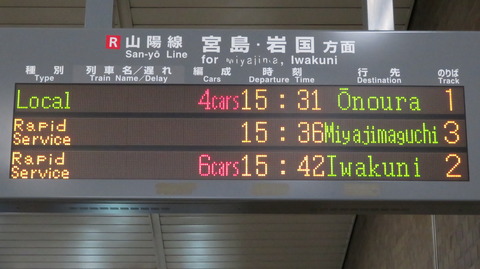 R 山陽線 宮島・岩国方面
San-yō Line for Miyajima, Iwakuni
種別 列車名/遅れ 編成 時刻 行先 のりば
Type Train Name/Delay Cars Departure Time Destination Track
Local 4cars 15:31 Ōnoura 1
Rapid Service 15:36 Miyajimaguchi 3
Rapid Service 6cars 15:42 Iwakuni 2